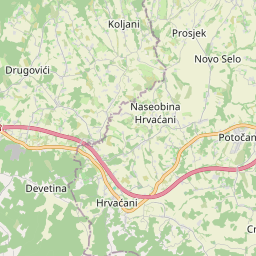 Koljani
Prosjek
Novo Selo
Drugovići
Naseobina
Hrvaćani
Potočan
Devetina
Hrvaćani